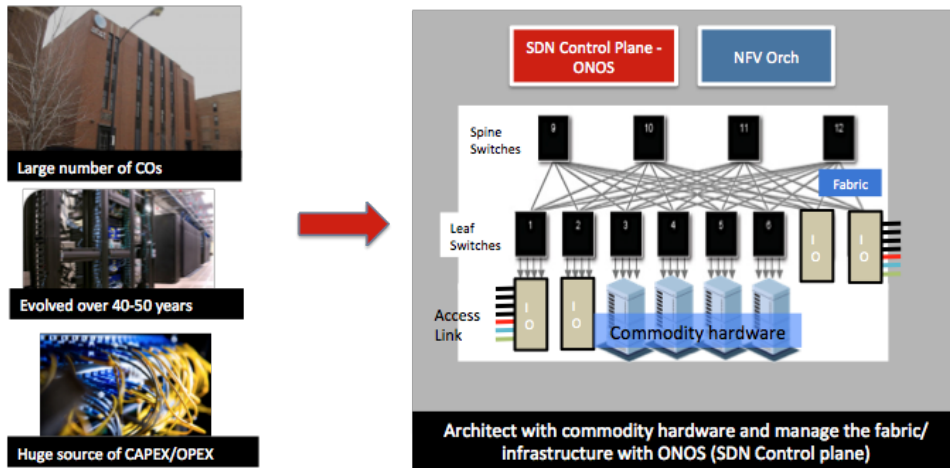 Large number of COs
Evolved over 40-50 years
Huge source of CAPEX/OPEX
SDN Control Plane -
ONOS
NFV Orch
Spine
Switches
9
10
11
12
Fabric
Leaf
Switches
1
2
3
4
5
6
I O
I O
Access
Link
I O
I O
Commodity hardware
Architect with commodity hardware and manage the fabric/
infrastructure with ONOS (SDN Control plane)